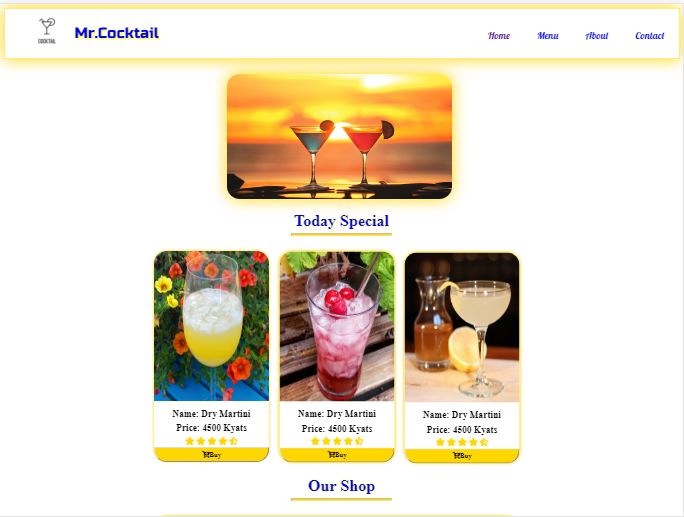 COCKTAIL
Mr.Cocktail
Home Menu About Contact
Today Special
Name: Dry Martini
Price: 4500 Kyats
Buy
Name: Dry Martini
Price: 4500 Kyats
Buy
Name: Dry Martini
Price: 4500 Kyats
Buy
Our Shop